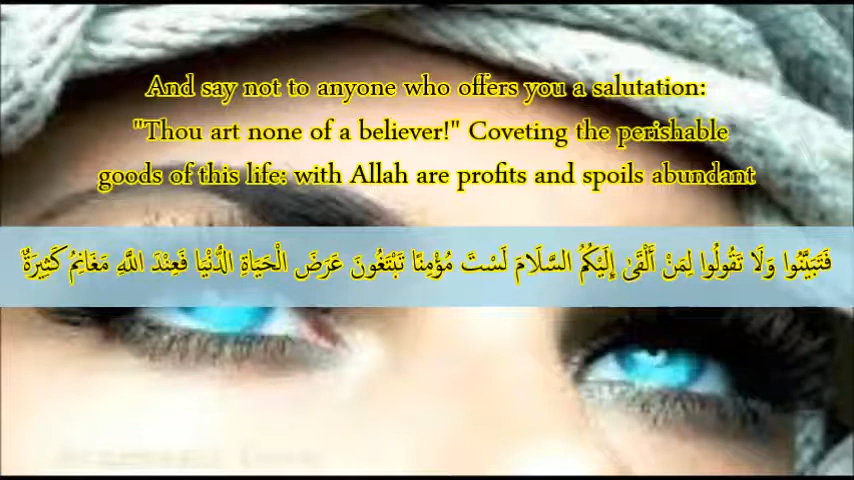 And say not to anyone who offers you a salutation:
"Thou art none of a believer!" Coveting the perishable
goods of this life: with Allah are profits and spoils abundant
فَتَبَيَّنُوا وَلَا تَقُولُوا لِمَنْ أَلْقَىٰ إِلَيْكُمُ السَّلَامَ لَسْتَ مُؤْمِنًا تَبْتَغُونَ عَرَضَ الْحَيَاةِ الدُّنْيَا فَعِنْدَ اللَّهِ مَغَانِمُ كَثِيرَةٌ